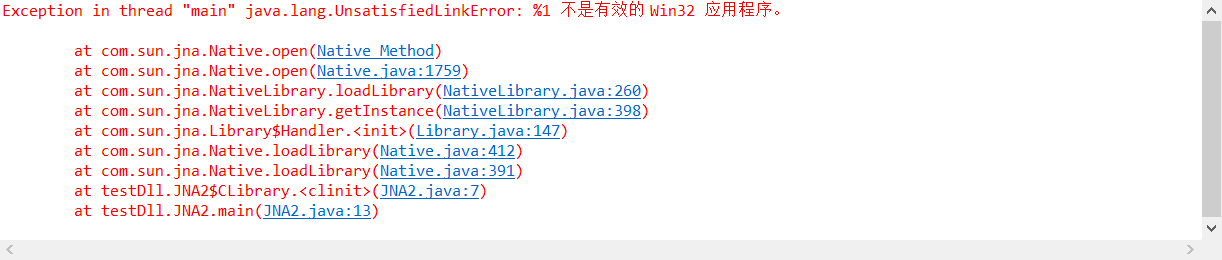 Exception in thread "main" java.lang.UnsatisfiedLinkError: %1 不是有效的 Win32 应用程序。
at com.sun.jna.Native.open(Native Method)
at com.sun.jna.Native.open(Native.java:1759)
at com.sun.jna.NativeLibrary.loadLibrary(NativeLibrary.java:260)
at com.sun.jna.NativeLibrary.getInstance(NativeLibrary.java:398)
at com.sun.jna.Library$Handler.<init>(Library.java:147)
at com.sun.jna.Native.loadLibrary(Native.java:412)
at com.sun.jna.Native.loadLibrary(Native.java:391)
at testDll.JNA2$CLibrary.<clinit>(JNA2.java:7)
at testDll.JNA2.main(JNA2.java:13)